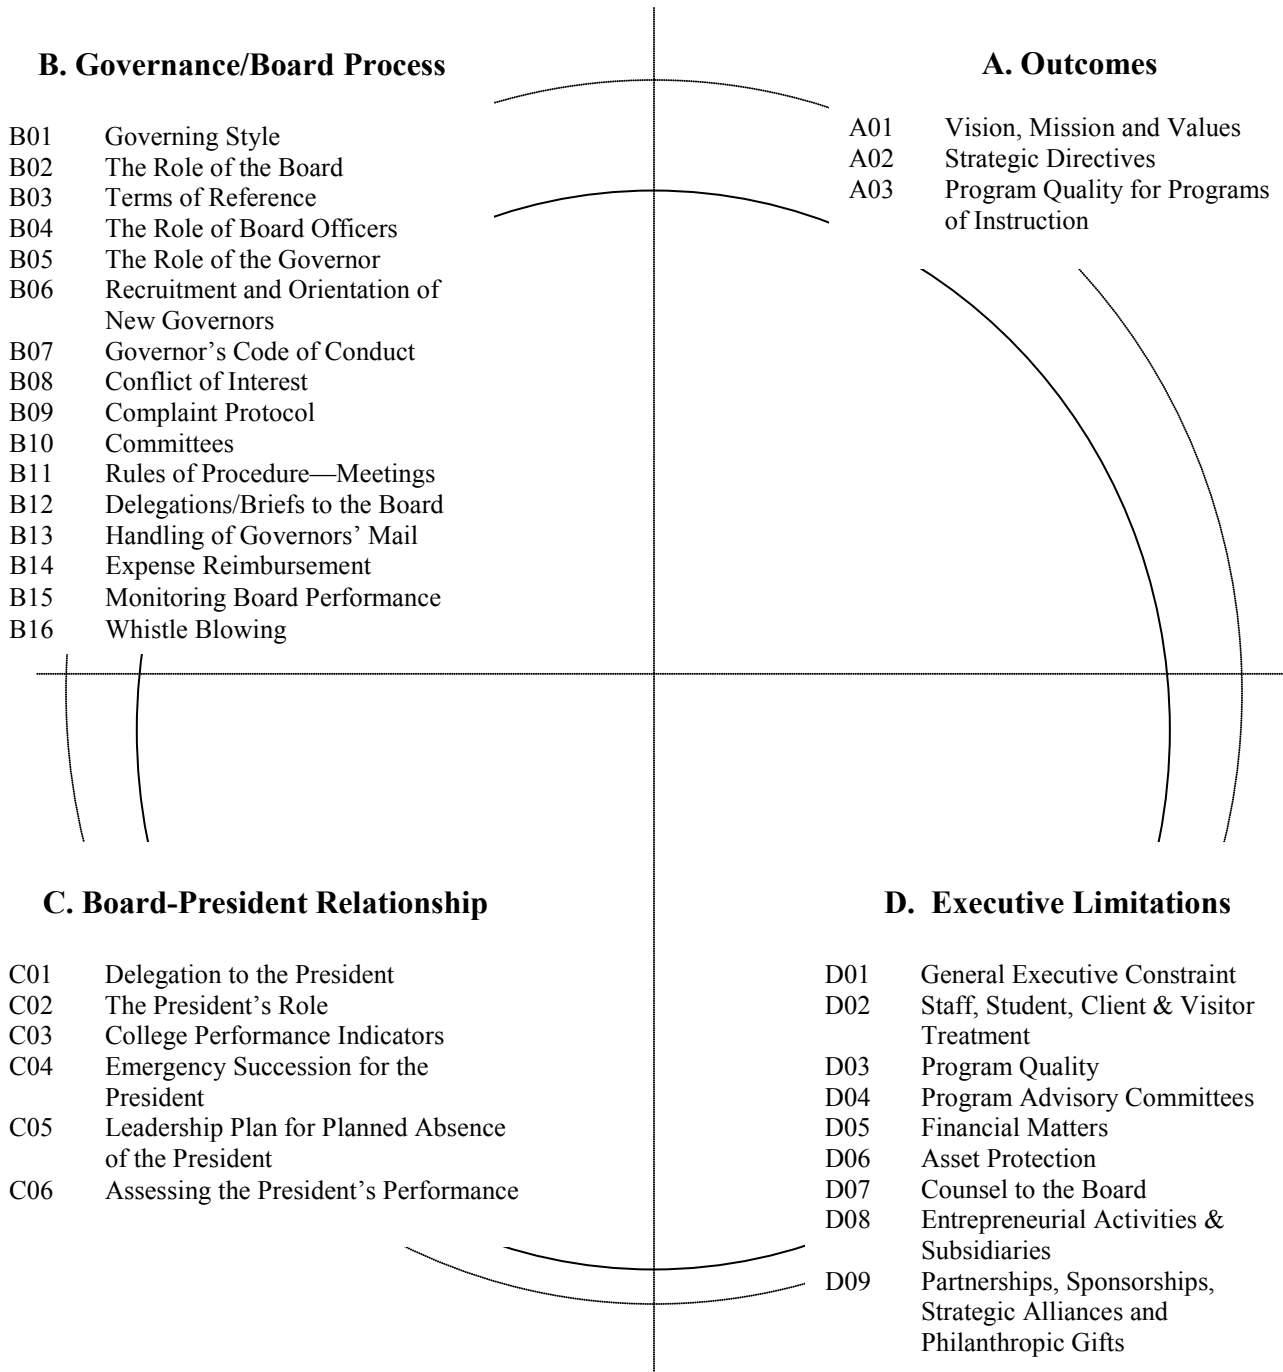 B. Governance/Board Process
B01 Governing Style
B02 The Role of the Board
B03 Terms of Reference
B04 The Role of Board Officers
B05 The Role of the Governor
B06 Recruitment and Orientation of
New Governors
B07 Governor’s Code of Conduct
B08 Conflict of Interest
B09 Complaint Protocol
B10 Committees
B11 Rules of Procedure—Meetings
B12 Delegations/Briefs to the Board
B13 Handling of Governors’ Mail
B14 Expense Reimbursement
B15 Monitoring Board Performance
B16 Whistle Blowing
A. Outcomes
A01 Vision, Mission and Values
A02 Strategic Directives
A03 Program Quality for Programs
of Instruction
C. Board-President Relationship
C01 Delegation to the President
C02 The President’s Role
C03 College Performance Indicators
C04 Emergency Succession for the
President
C05 Leadership Plan for Planned Absence
of the President
C06 Assessing the President’s Performance
D. Executive Limitations
D01 General Executive Constraint
D02 Staff, Student, Client & Visitor
Treatment
D03 Program Quality
D04 Program Advisory Committees
D05 Financial Matters
D06 Asset Protection
D07 Counsel to the Board
D08 Entrepreneurial Activities &
Subsidiaries
D09 Partnerships, Sponsorships,
Strategic Alliances and
Philanthropic Gifts